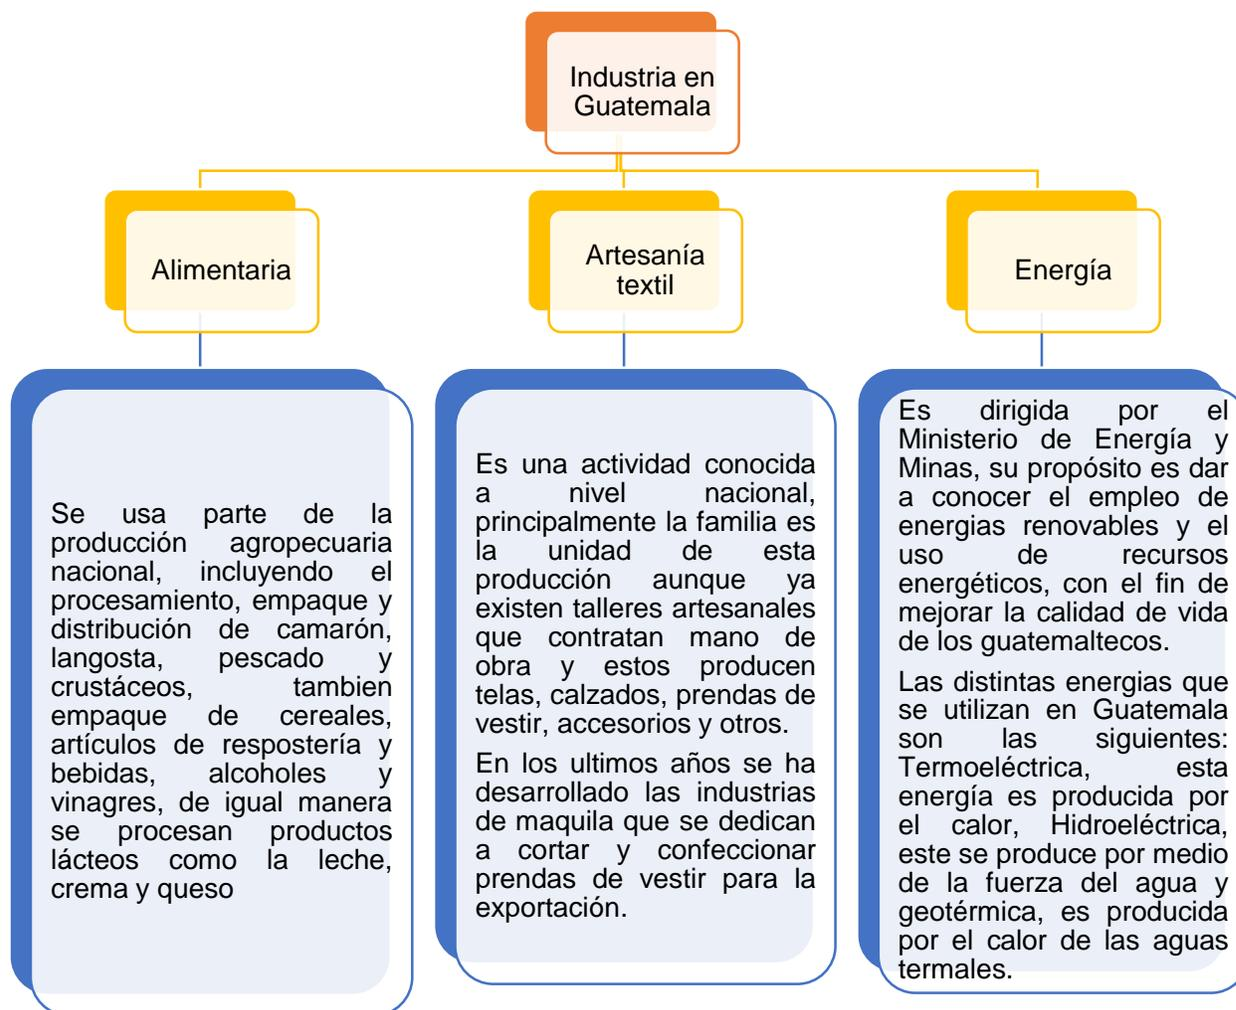 Industria en
Guatemala
Alimentaria
Artesanía
textil
Energía
Se usa parte de la
producción agropecuaria
nacional, incluyendo el
procesamiento, empaque y
distribución de camarón,
langosta, pescado y
crustáceos, tambien
empaque de cereales,
artículos de respostería y
bebidas, alcoholes y
vinagres, de igual manera
se procesan productos
lácteos como la leche,
crema y queso
Es una actividad conocida
a nivel nacional,
principalmente la familia es
la unidad de esta
producción aunque ya
existen talleres artesanales
que contratan mano de
obra y estos producen
telas, calzados, prendas de
vestir, accesorios y otros.
En los ultimos años se ha
desarrollado las industrias
de maquila que se dedican
a cortar y confeccionar
prendas de vestir para la
exportación.
Es dirigida por el
Ministerio de Energía y
Minas, su propósito es dar
a conocer el empleo de
energias renovables y el
uso de recursos
energéticos, con el fin de
mejorar la calidad de vida
de los guatemaltecos.
Las distintas energias que
se utilizan en Guatemala
son las siguientes:
Termoeléctrica, esta
energía es producida por
el calor, Hidroeléctrica,
este se produce por medio
de la fuerza del agua y
geotérmica, es producida
por el calor de las aguas
termales.